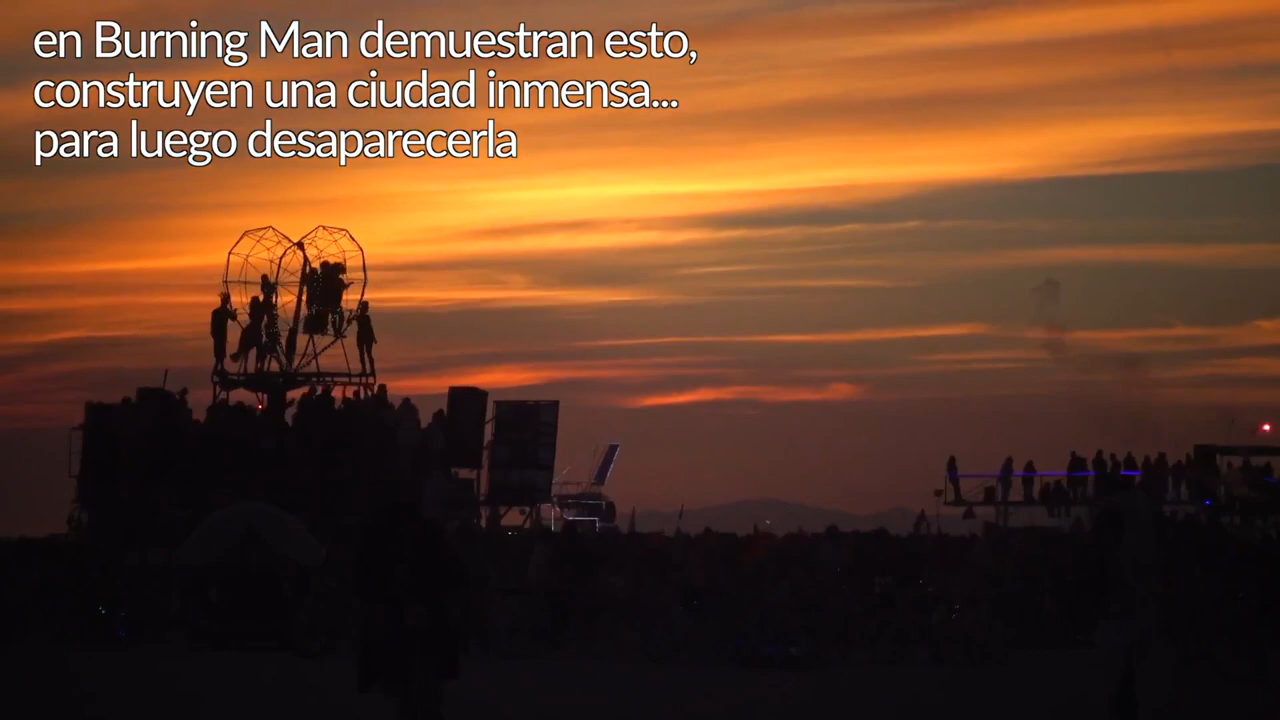 en Burning Man demuestran esto,
construyen una ciudad inmensa...
para luego desaparecerla